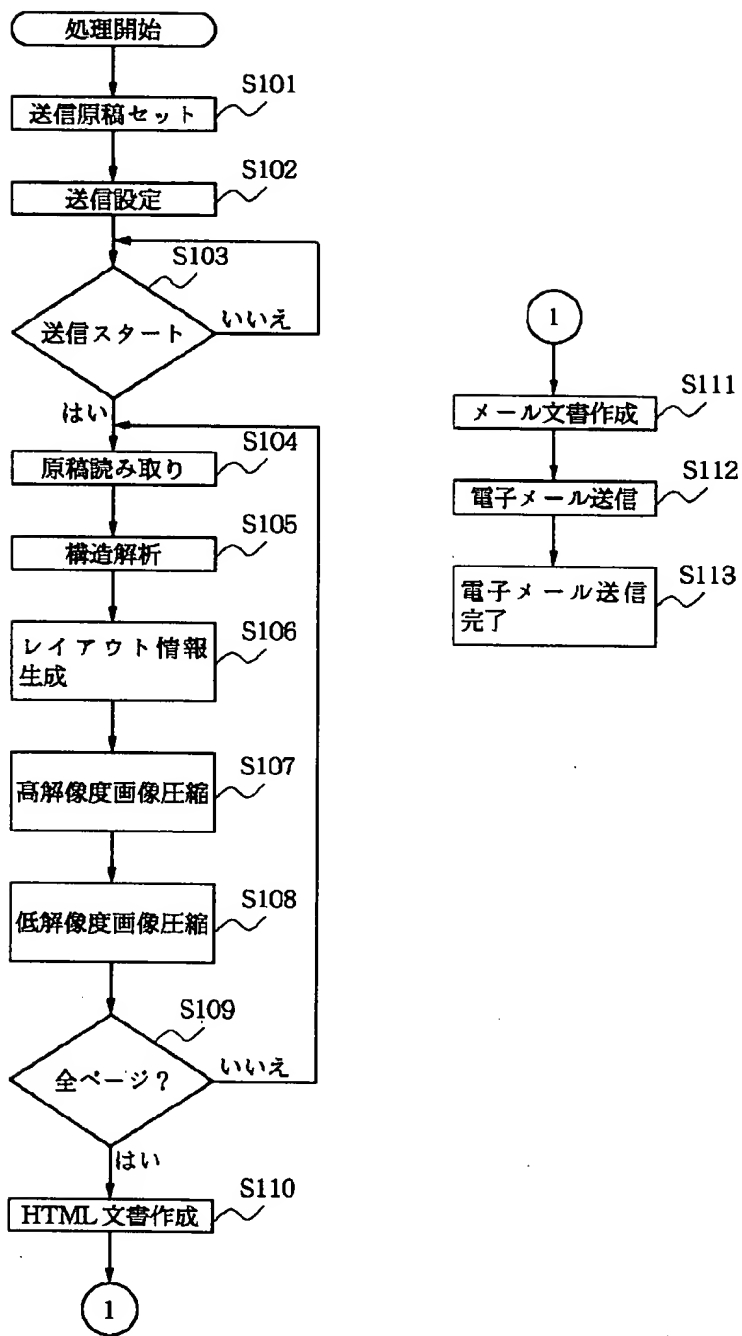 処理開始
S101
送信原稿セット
S102
送信設定
S103
送信スタート
いいえ
はい
S104
原稿読み取り
S105
構造解析
S106
レイアウト情報
生成
S107
高解像度画像圧縮
S108
低解像度画像圧縮
S109
全ページ？
いいえ
はい
S110
HTML文書作成
1
1
S111
メール文書作成
S112
電子メール送信
S113
電子メール送信
完了